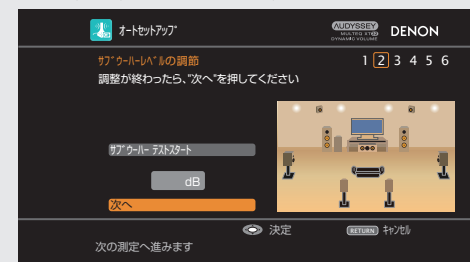 オートセットアップ
AUDYSSEY
MULTEQ XT32
DYNAMIC VOLUME
DENON
サブウーハーレベルの調節
1 2 3 4 5 6
調整が終わったら、"次へ"を押してください
サブウーハー テストスタート
dB
次へ
決定
RETURN キャンセル
次の測定へ進みます